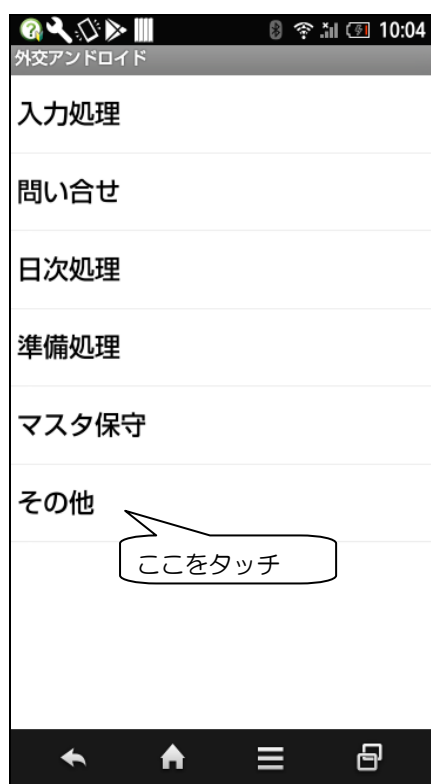 10:04
外交アンドロイド
入力処理
問い合せ
日次処理
準備処理
マスタ保守
その他
ここをタッチ